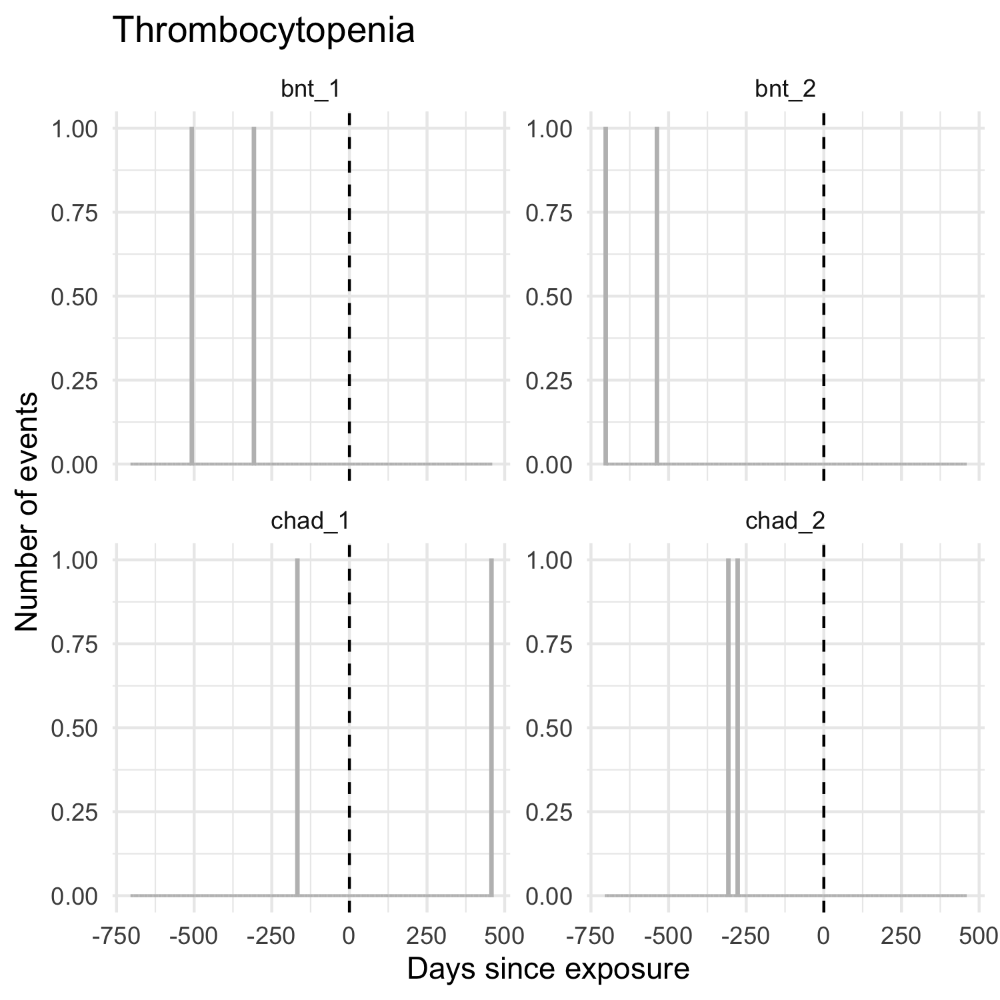 Thrombocytopenia
bnt_1
bnt_2
1.00
0.75
0.50
0.25
0.00
1.00
0.75
0.50
0.25
0.00
Number of events
chad_1
chad_2
1.00
0.75
0.50
0.25
0.00
1.00
0.75
0.50
0.25
0.00
-750 -500 -250 0 250 500
-750 -500 -250 0 250 500
Days since exposure